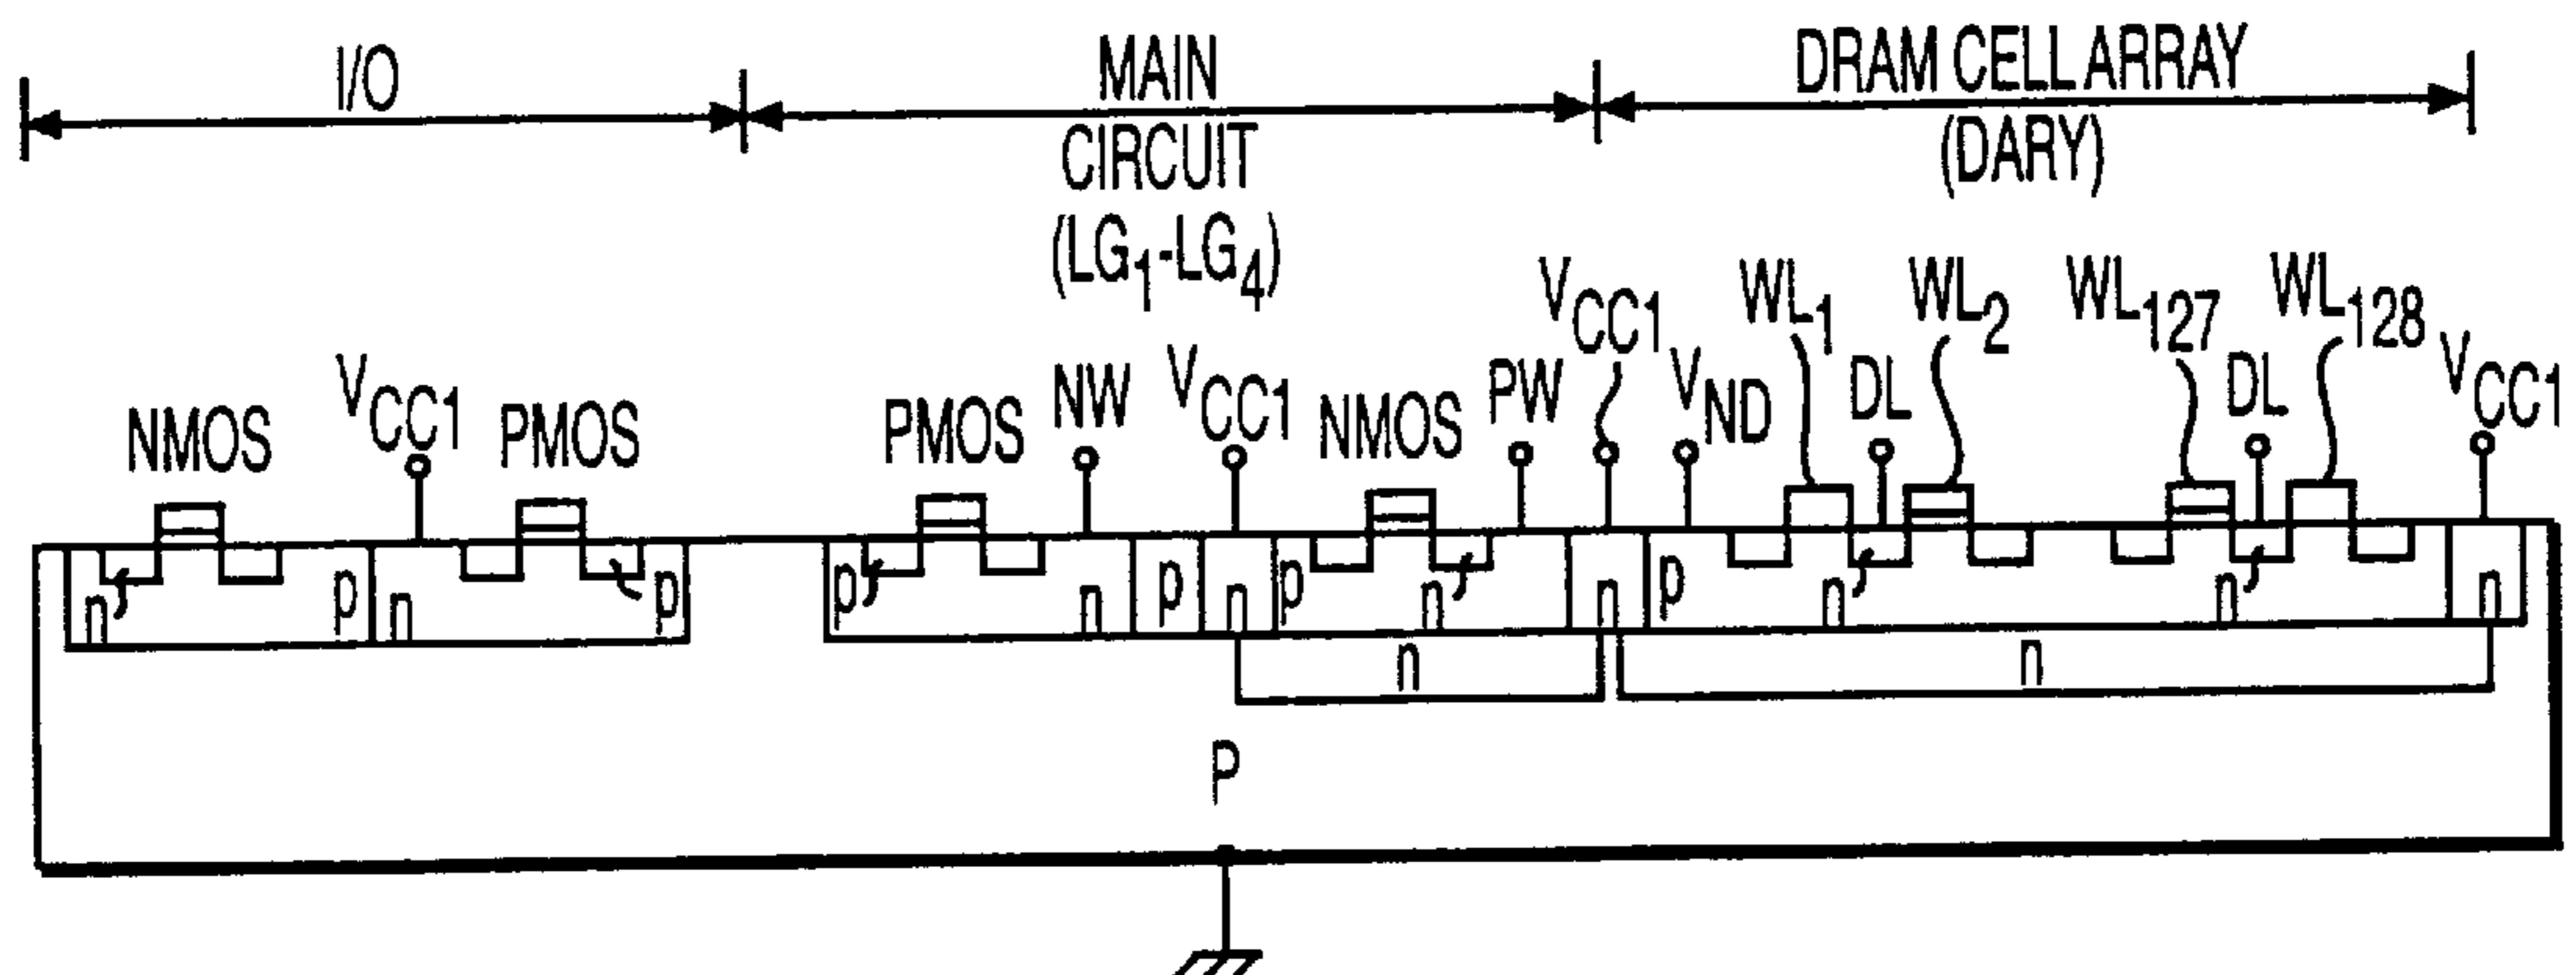 I/O
MAIN
CIRCUIT
(LG1-LG4)
DRAM CELL ARRAY
(DARY)
NMOS
VCC1
PMOS
PMOS
NW
VCC1
NMOS
PW
VCC1
VND
WL1
DL
WL2
WL127
DL
WL128
VCC1
n
p
n
p
p
n
p
n
p
n
n
p
n
n
n
n
n
P